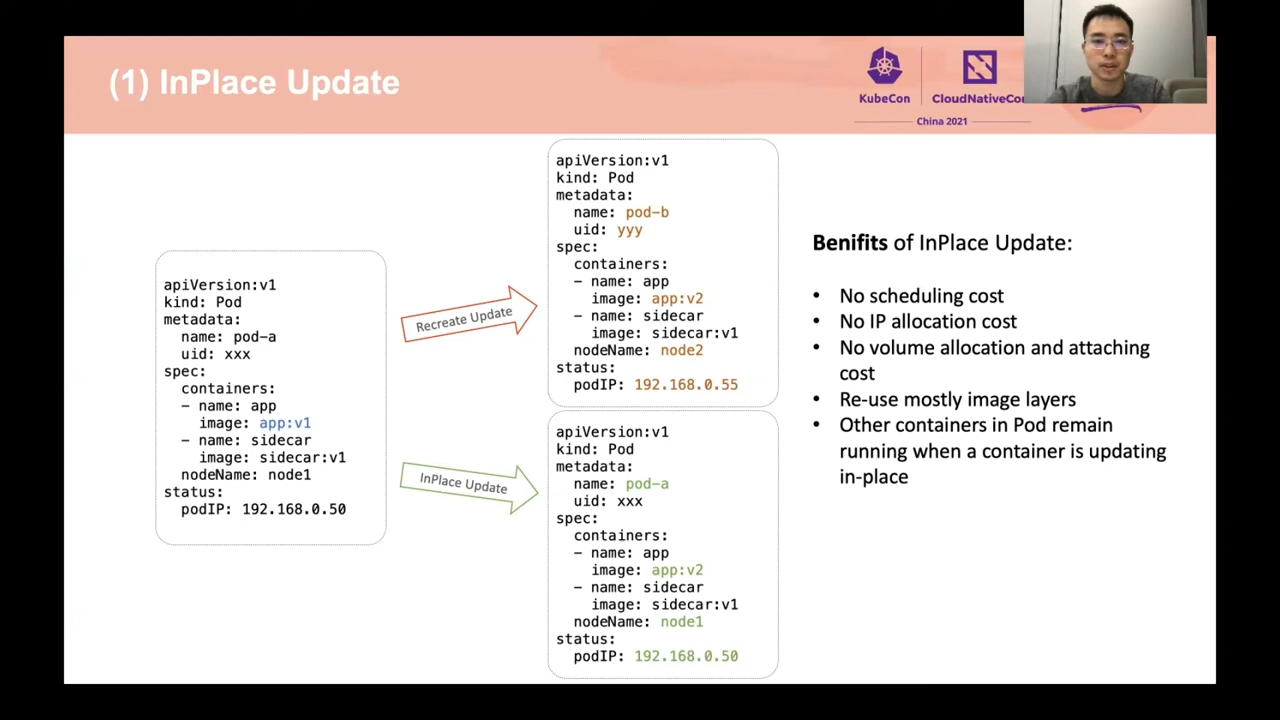 (1) InPlace Update
KubeCon
CloudNativeCon
China 2021
apiVersion:v1
kind: Pod
metadata:
name: pod-a
uid: xxx
spec:
containers:
- name: app
image: app:v1
- name: sidecar
image: sidecar:v1
nodeName: node1
status:
podIP: 192.168.0.50
Recreate Update
InPlace Update
apiVersion:v1
kind: Pod
metadata:
name: pod-b
uid: yyy
spec:
containers:
- name: app
image: app:v2
- name: sidecar
image: sidecar:v1
nodeName: node2
status:
podIP: 192.168.0.55
apiVersion:v1
kind: Pod
metadata:
name: pod-a
uid: xxx
spec:
containers:
- name: app
image: app:v2
- name: sidecar
image: sidecar:v1
nodeName: node1
status:
podIP: 192.168.0.50
Benifits of InPlace Update:
• No scheduling cost
• No IP allocation cost
• No volume allocation and attaching
cost
• Re-use mostly image layers
• Other containers in Pod remain
running when a container is updating
in-place